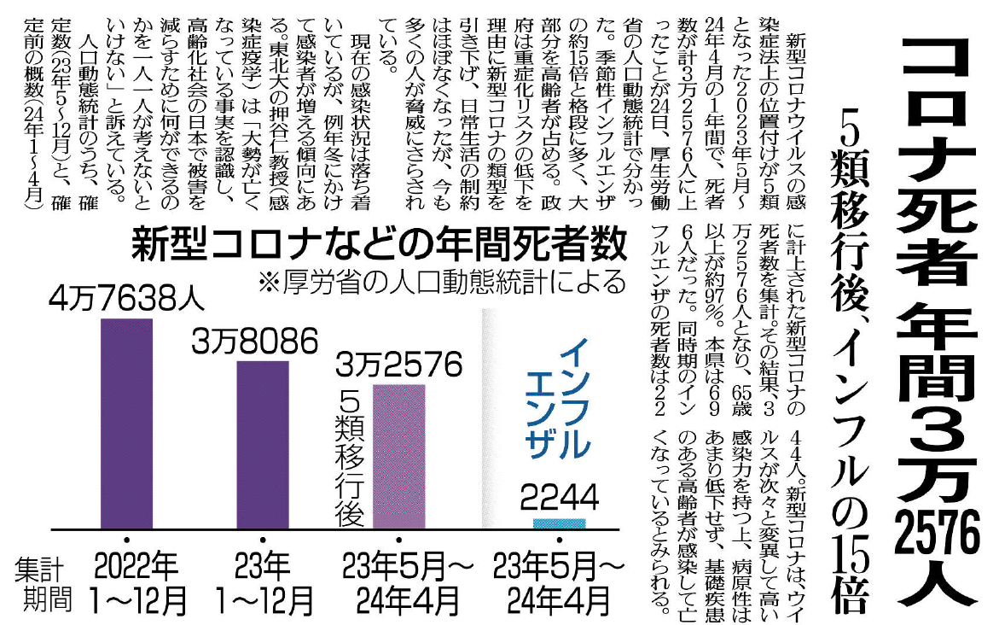 コロナ死者 年間3万2576人
5類移行後、インフルの15倍
新型コロナウイルスの感
染症法上の位置付けが5類
となった2023年5月〜
24年4月の1年間で、死者
数が計3万2576人に上
ったことが24日、厚生労働
省の人口動態統計で分かっ
た。季節性インフルエンザ
の約15倍と格段に多く、大
部分を高齢者が占める。政
府は重症化リスクの低下を
理由に新型コロナの類型を
引き下げ、日常生活の制約
はほぼなくなったが、今も
多くの人が脅威にさらされ
ている。
現在の感染状況は落ち着
いているが、例年冬にかけ
て感染者が増える傾向にあ
る。東北大の押谷仁教授(感
染症疫学)は「大勢が亡く
なっている事実を認識し、
高齢化社会の日本で被害を
減らすために何ができるの
かを一人一人が考えないと
いけない」と訴えている。
人口動態統計のうち、確
定数(23年5〜12月)と、確
定前の概数(24年1〜4月)
に計上された新型コロナの
死者数を集計。その結果、3
万2576人となり、65歳
以上が約97%。本県は69
6人だった。同時期のイン
フルエンザの死者数は22
44人。新型コロナは、ウイ
ルスが次々と変異して高い
感染力を持つ上、病原性は
あまり低下せず、基礎疾患
のある高齢者が感染して亡
くなっているとみられる。
新型コロナなどの年間死者数
※厚労省の人口動態統計による
4万7638人
3万8086
3万2576
5類移行後
インフル
エンザ
2244
集計
期間
2022年
1〜12月
23年
1〜12月
23年5月〜
24年4月
23年5月〜
24年4月